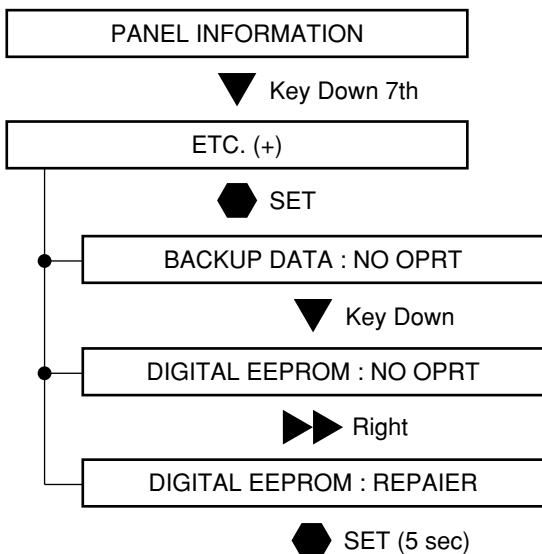 PANEL INFORMATION
Key Down 7th
ETC. (+)
SET
BACKUP DATA : NO OPRT
Key Down
DIGITAL EEPROM : NO OPRT
Right
DIGITAL EEPROM : REPAIER
SET (5 sec)